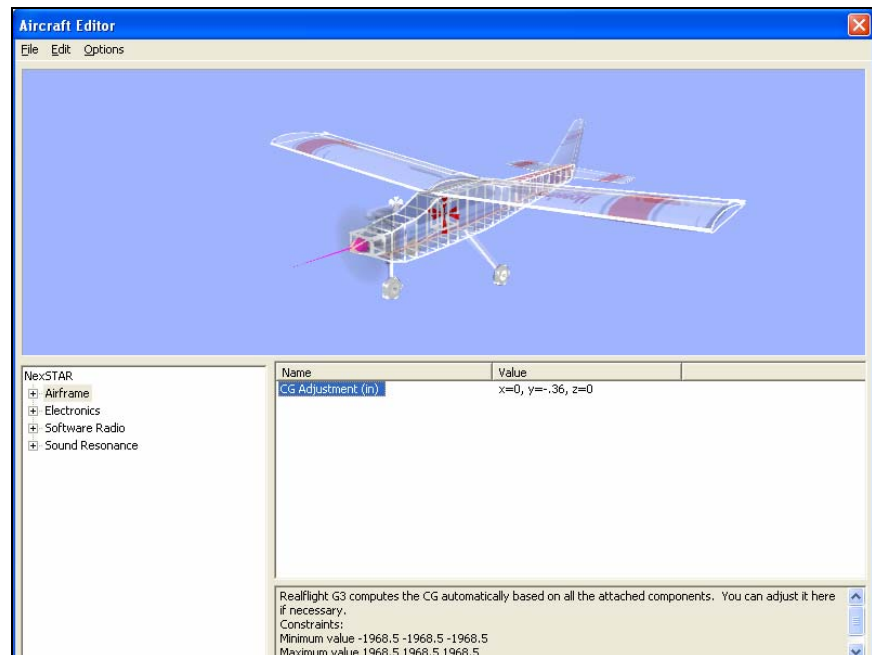 Aircraft Editor
File Edit Options
NexSTAR
Airframe
Electronics
Software Radio
Sound Resonance
Name Value
CG Adjustment (in) x=0, y=-.36, z=0
Realflight G3 computes the CG automatically based on all the attached components. You can adjust it here
if necessary.
Constraints:
Minimum value -1968.5 -1968.5 -1968.5
Maximum value 1968.5 1968.5 1968.5